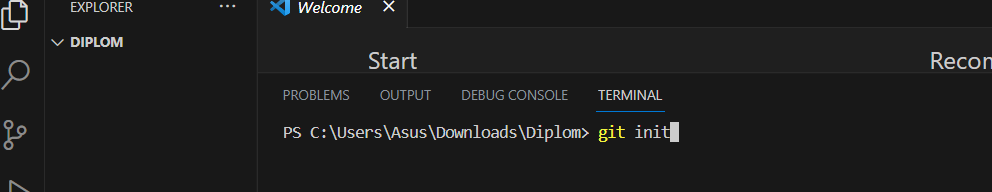 EXPLORER ...
Welcome
DIPLOM
Start
Recom
PROBLEMS OUTPUT DEBUG CONSOLE TERMINAL
PS C:\Users\Asus\Downloads\Diplom> git init